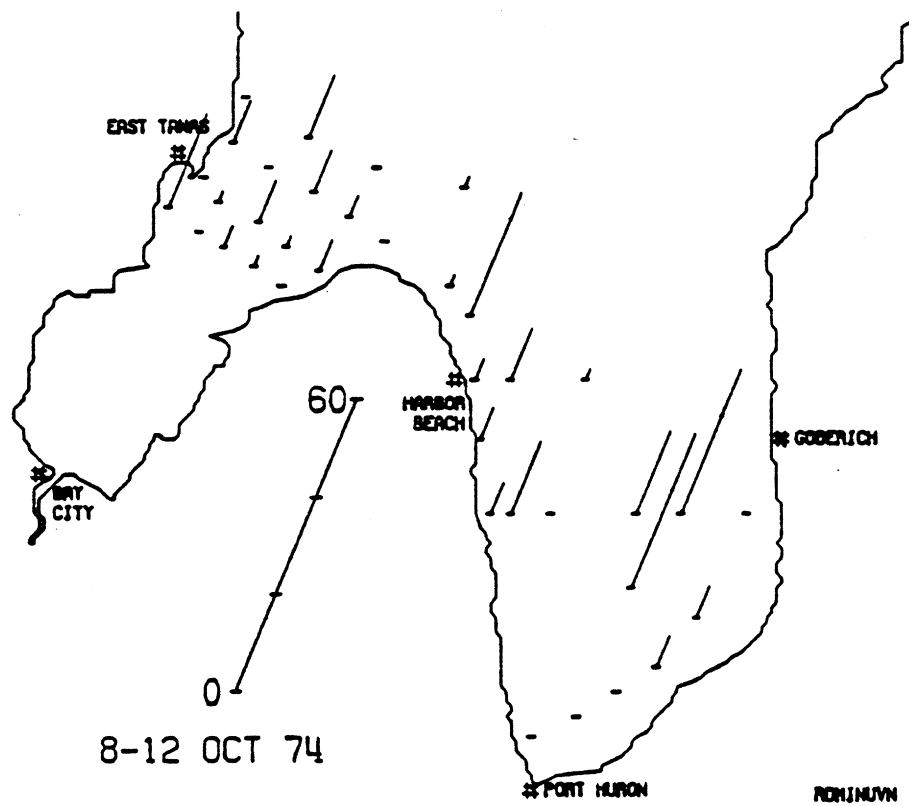 EAST TAWAS
#
60
#
HARBOR
BEACH
# GODERICH
#
BAY
CITY
0
8-12 OCT 74
# PORT HURON